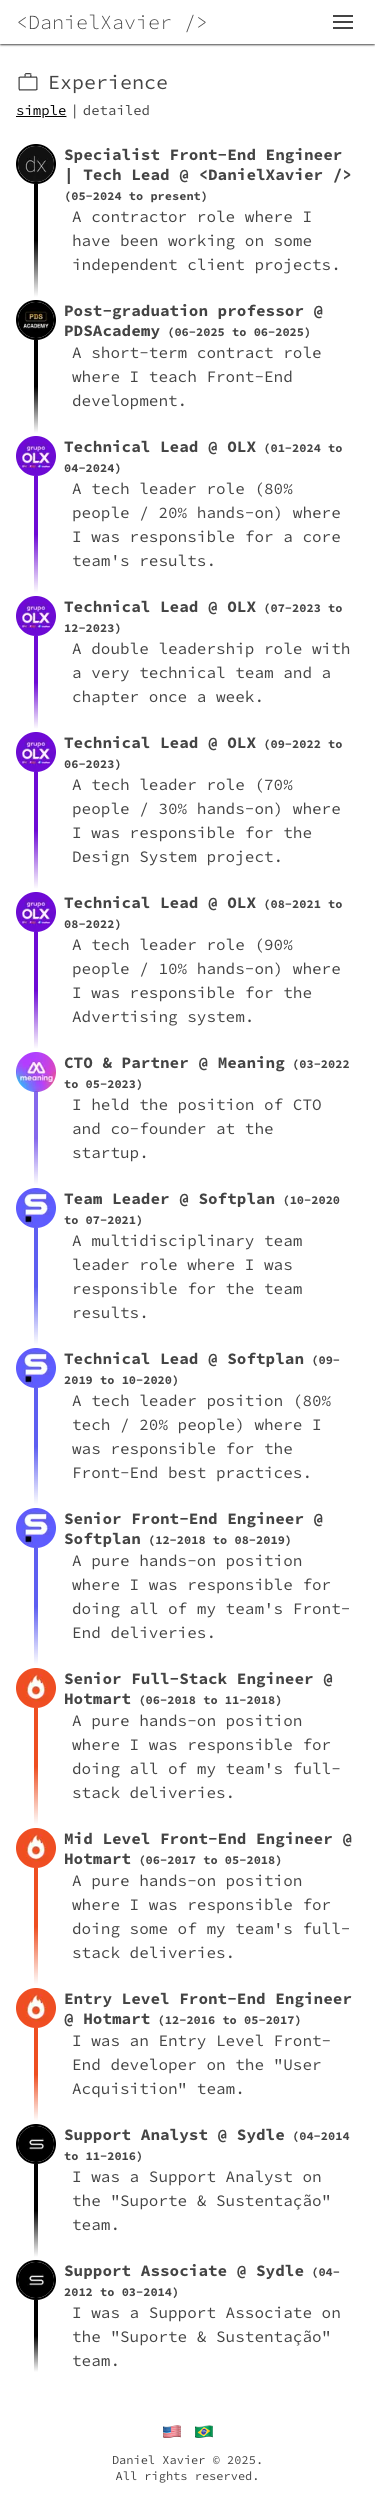 <DanielXavier />
Experience
simple | detailed
dx
Specialist Front-End Engineer
| Tech Lead @ <DanielXavier />
(05-2024 to present)
A contractor role where I
have been working on some
independent client projects.
PDS
ACADEMY
Post-graduation professor @
PDSAcademy (06-2025 to 06-2025)
A short-term contract role
where I teach Front-End
development.
grupo
OLX
Technical Lead @ OLX (01-2024 to
04-2024)
A tech leader role (80%
people / 20% hands-on) where
I was responsible for a core
team's results.
grupo
OLX
Technical Lead @ OLX (07-2023 to
12-2023)
A double leadership role with
a very technical team and a
chapter once a week.
grupo
OLX
Technical Lead @ OLX (09-2022 to
06-2023)
A tech leader role (70%
people / 30% hands-on) where
I was responsible for the
Design System project.
grupo
OLX
Technical Lead @ OLX (08-2021 to
08-2022)
A tech leader role (90%
people / 10% hands-on) where
I was responsible for the
Advertising system.
meaning
CTO & Partner @ Meaning (03-2022
to 05-2023)
I held the position of CTO
and co-founder at the
startup.
Team Leader @ Softplan (10-2020
to 07-2021)
A multidisciplinary team
leader role where I was
responsible for the team
results.
Technical Lead @ Softplan (09-
2019 to 10-2020)
A tech leader position (80%
tech / 20% people) where I
was responsible for the
Front-End best practices.
Senior Front-End Engineer @
Softplan (12-2018 to 08-2019)
A pure hands-on position
where I was responsible for
doing all of my team's Front-
End deliveries.
Senior Full-Stack Engineer @
Hotmart (06-2018 to 11-2018)
A pure hands-on position
where I was responsible for
doing all of my team's full-
stack deliveries.
Mid Level Front-End Engineer @
Hotmart (06-2017 to 05-2018)
A pure hands-on position
where I was responsible for
doing some of my team's full-
stack deliveries.
Entry Level Front-End Engineer
@ Hotmart (12-2016 to 05-2017)
I was an Entry Level Front-
End developer on the "User
Acquisition" team.
Support Analyst @ Sydle (04-2014
to 11-2016)
I was a Support Analyst on
the "Suporte & Sustentação"
team.
Support Associate @ Sydle (04-
2012 to 03-2014)
I was a Support Associate on
the "Suporte & Sustentação"
team.
Daniel Xavier © 2025.
All rights reserved.